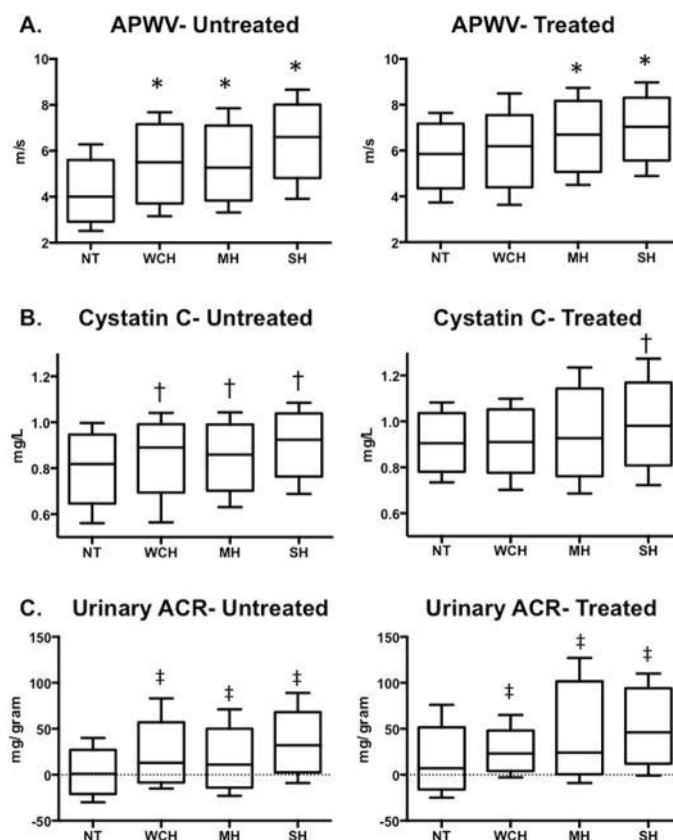 A.
APWV- Untreated
APWV- Treated
10
8
6
4
2
m/s
*
*
*
NT
WCH
MH
SH
10
8
6
4
2
m/s
*
*
NT
WCH
MH
SH
B.
Cystatin C- Untreated
Cystatin C- Treated
1.2
1.0
0.8
0.6
mg/L
†
†
†
NT
WCH
MH
SH
1.2
1.0
0.8
0.6
mg/L
†
NT
WCH
MH
SH
C.
Urinary ACR- Untreated
Urinary ACR- Treated
150
100
50
0
-50
mg/ gram
‡
‡
‡
NT
WCH
MH
SH
150
100
50
0
-50
mg/ gram
‡
‡
‡
NT
WCH
MH
SH